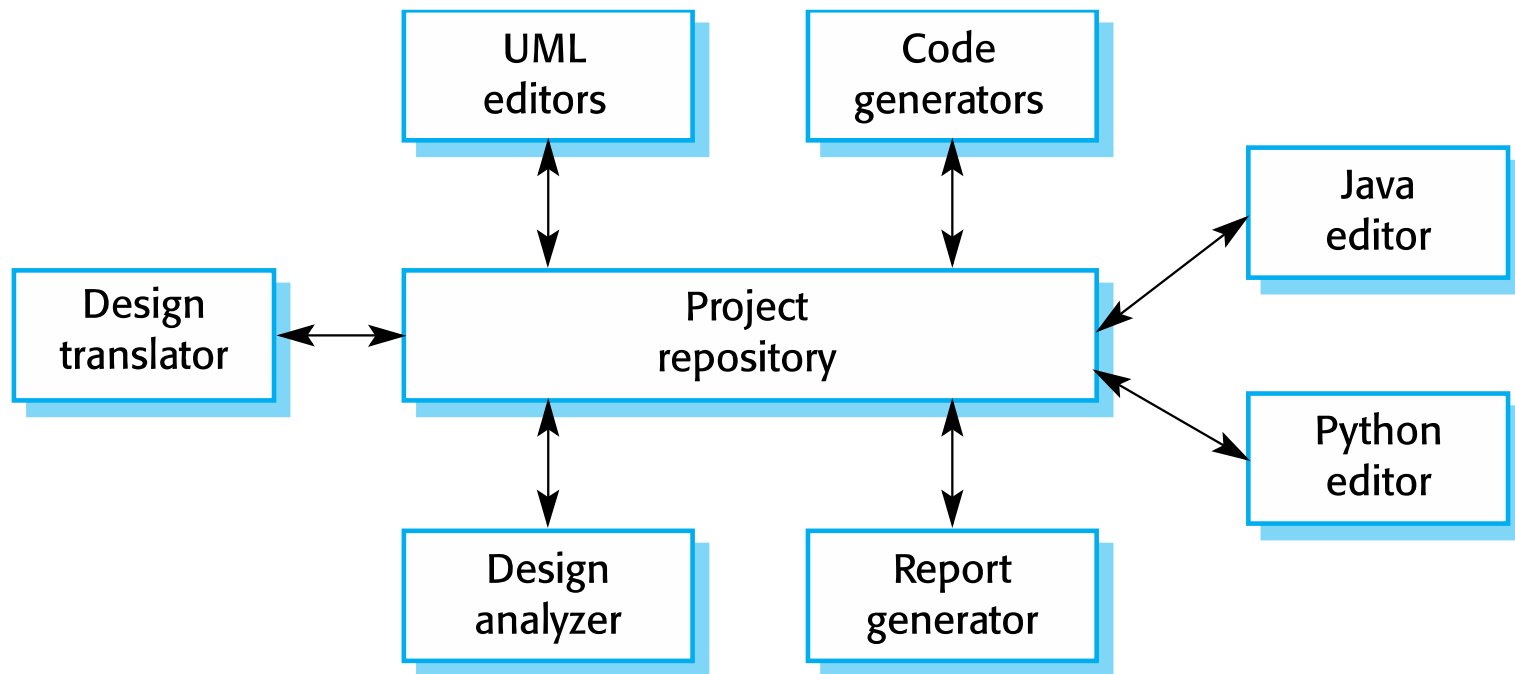 UML
editors
Code
generators
Java
editor
Design
translator
Project
repository
Python
editor
Design
analyzer
Report
generator